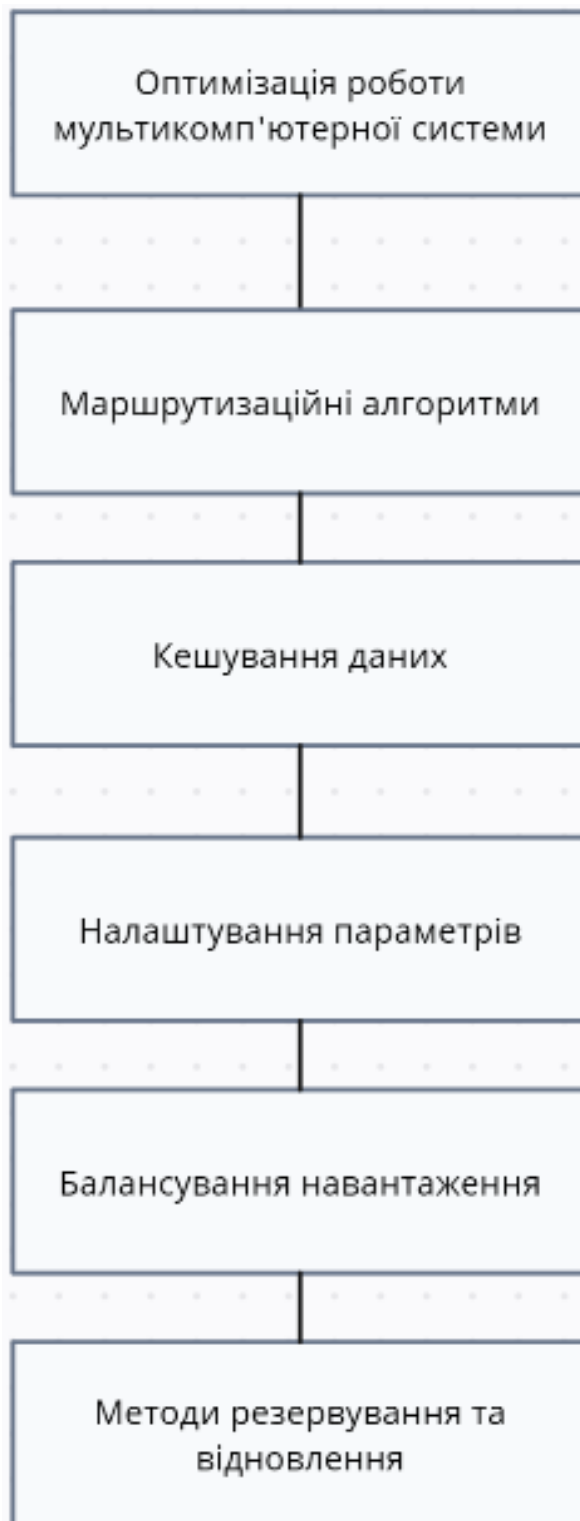 Оптимізація роботи
мультикомп'ютерної системи
Маршрутизаційні алгоритми
Кешування даних
Налаштування параметрів
Балансування навантаження
Методи резервування та
відновлення